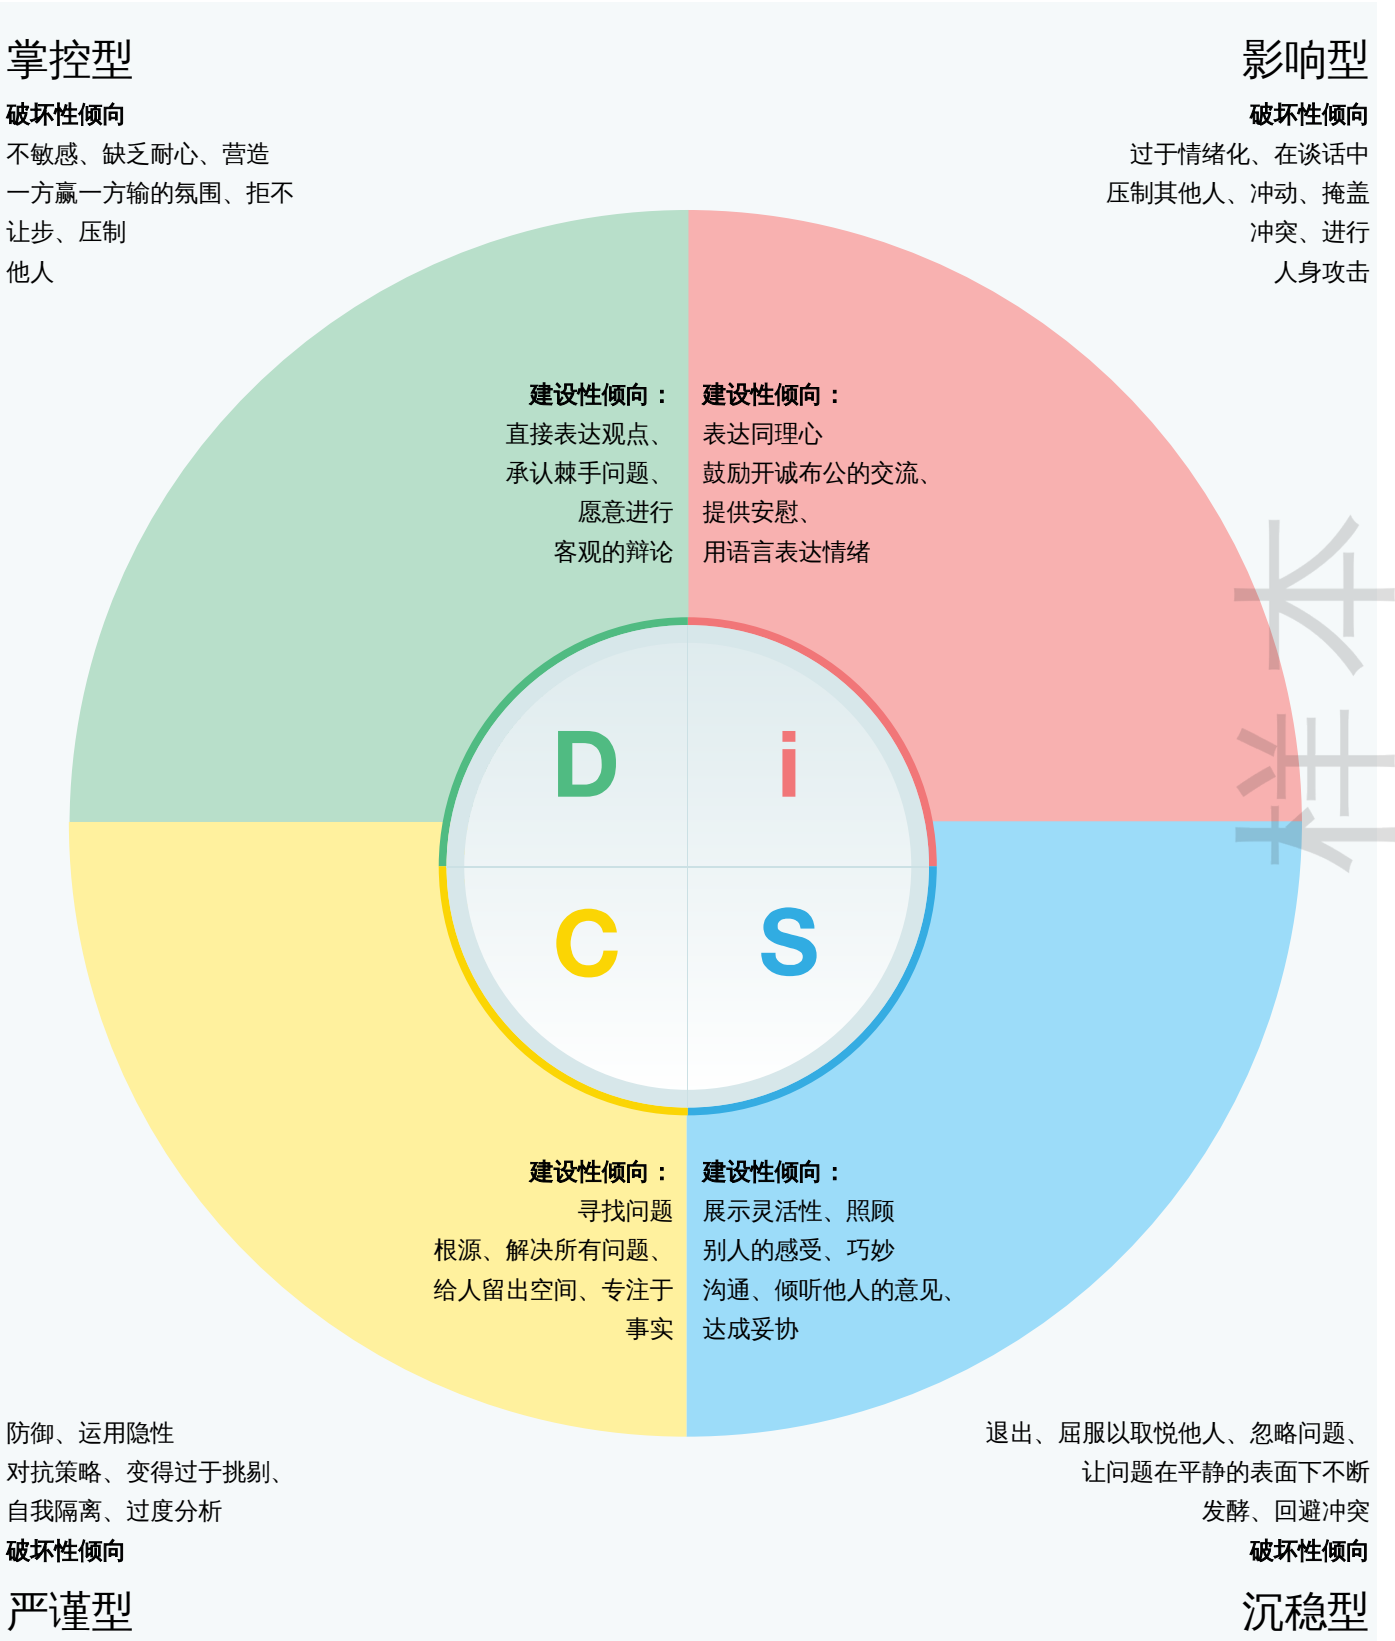 掌控型
破坏性倾向
不敏感、缺乏耐心、营造
一方赢一方输的氛围、拒不
让步、压制
他人
影响型
破坏性倾向
过于情绪化、在谈话中
压制其他人、冲动、掩盖
冲突、进行
人身攻击
建设性倾向：
直接表达观点、
承认棘手问题、
愿意进行
客观的辩论
建设性倾向：
表达同理心
鼓励开诚布公的交流、
提供安慰、
用语言表达情绪
样本
D
i
C
S
建设性倾向：
寻找问题
根源、解决所有问题、
给人留出空间、专注于
事实
建设性倾向：
展示灵活性、照顾
别人的感受、巧妙
沟通、倾听他人的意见、
达成妥协
防御、运用隐性
对抗策略、变得过于挑剔、
自我隔离、过度分析
破坏性倾向
严谨型
退出、屈服以取悦他人、忽略问题、
让问题在平静的表面下不断
发酵、回避冲突
破坏性倾向
沉稳型